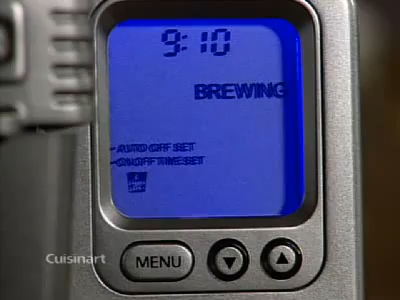 9:10
BREWING
AUTO OFF SET
ON OFF TIME SET
Cuisinart
MENU